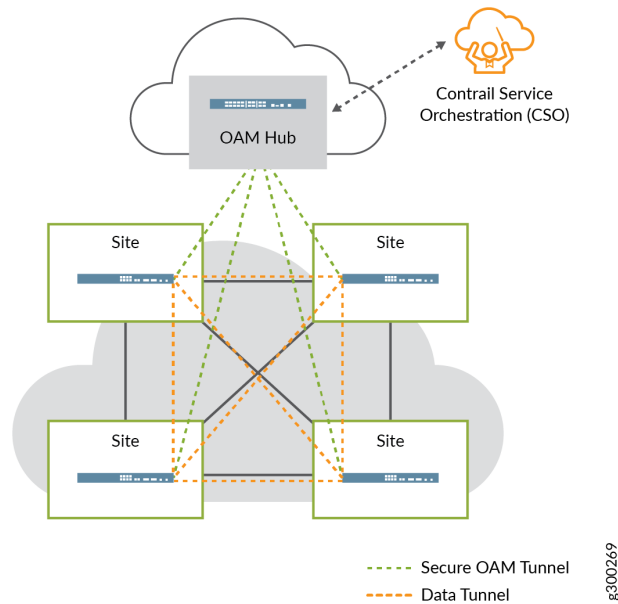 Contrail Service
Orchestration (CSO)
OAM Hub
Site
Site
Site
Site
Secure OAM Tunnel
Data Tunnel
g300269